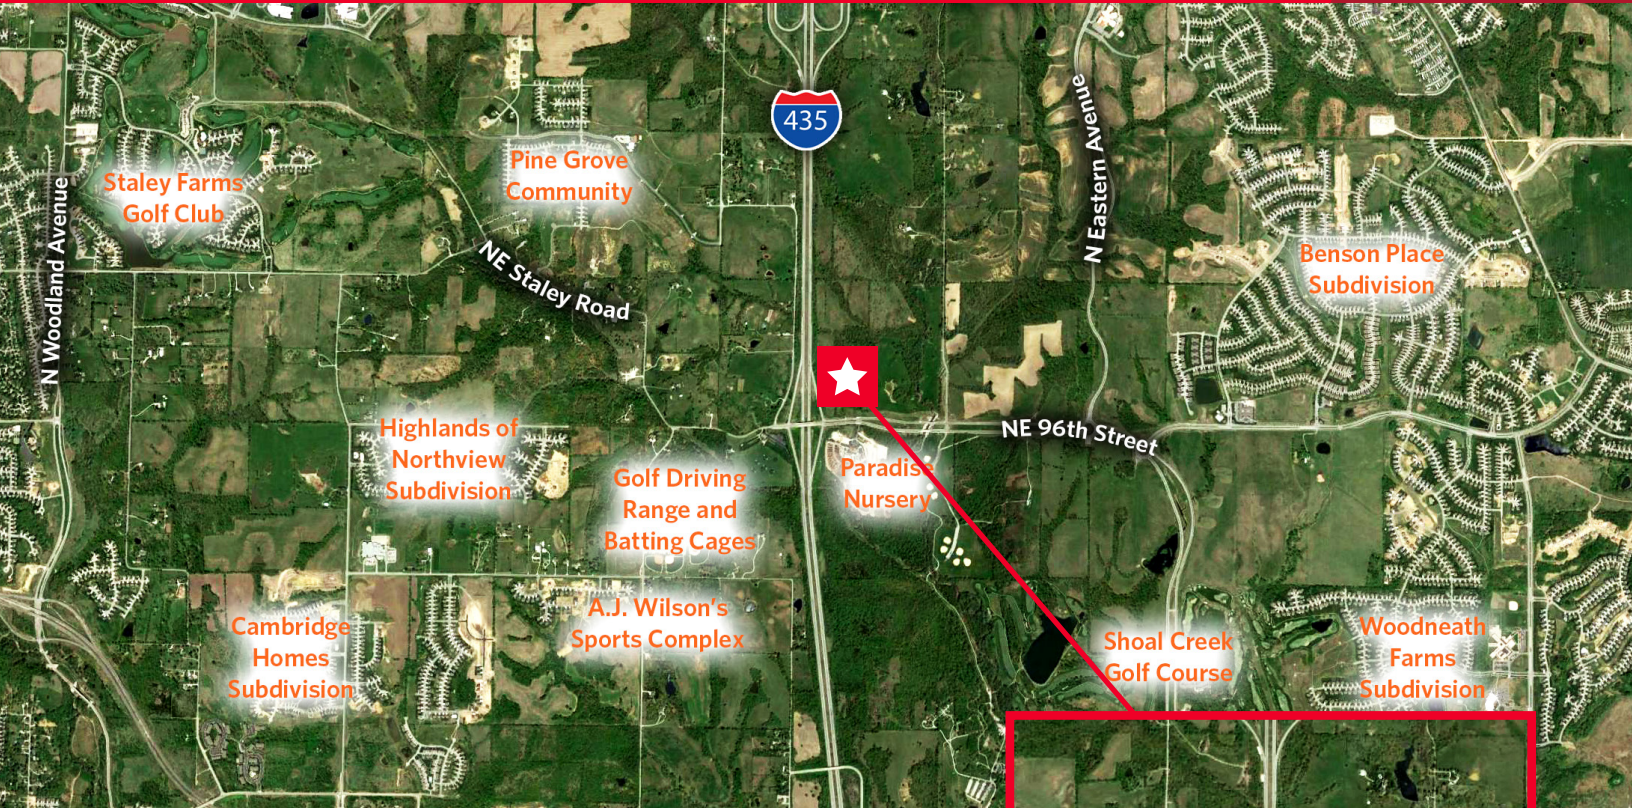 435
N Eastern Avenue
Pine Grove
Community
Staley Farms
Golf Club
N Woodland Avenue
NE Staley Road
Benson Place
Subdivision
Highlands of
Northview
Subdivision
NE 96th Street
Golf Driving
Range and
Batting Cages
Paradise
Nursery
A.J. Wilson's
Sports Complex
Cambridge
Homes
Subdivision
Shoal Creek
Golf Course
Woodneath
Farms
Subdivision